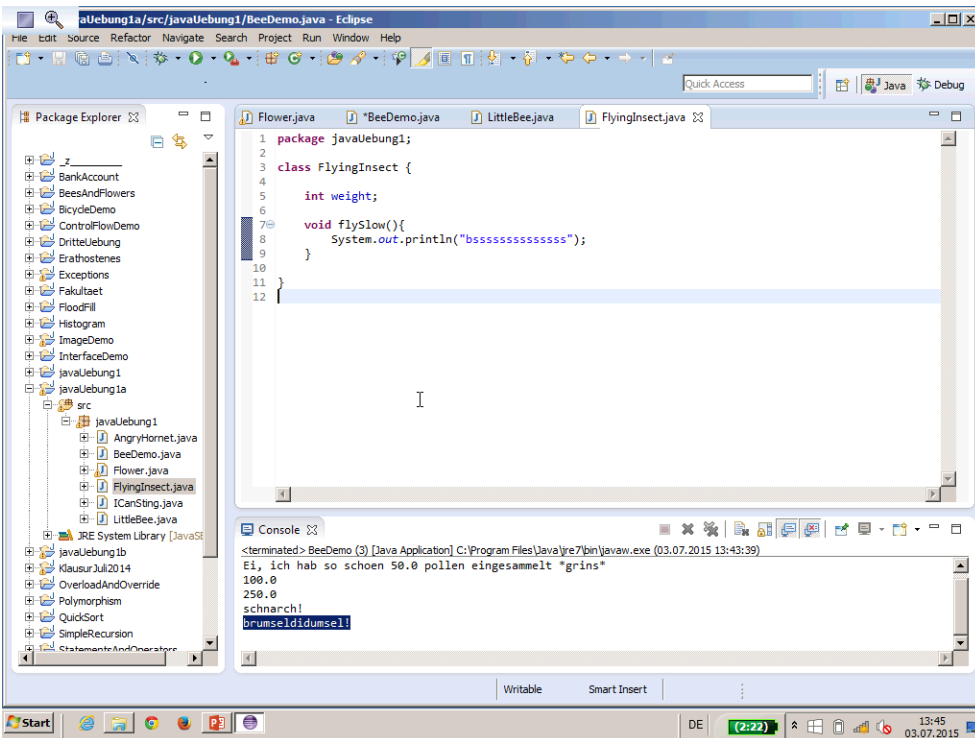 aUebung1a/src/javaUebung1/BeeDemo.java - Eclipse
File Edit Source Refactor Navigate Search Project Run Window Help
Quick Access
Java
Debug
Package Explorer
Flower.java
*BeeDemo.java
LittleBee.java
FlyingInsect.java
_z_________
BankAccount
BeesAndFlowers
BicycleDemo
ControlFlowDemo
DritteUebung
Erathostenes
Exceptions
Fakultaet
FloodFill
Histogram
ImageDemo
InterfaceDemo
javaUebung1
javaUebung1a
src
javaUebung1
AngryHornet.java
BeeDemo.java
Flower.java
FlyingInsect.java
ICanSting.java
LittleBee.java
JRE System Library [JavaSE
javaUebung1b
KlausurJuli2014
OverloadAndOverride
Polymorphism
QuickSort
SimpleRecursion
StatementsAndOperators
1 package javaUebung1;
2
3 class FlyingInsect {
4
5 int weight;
6
7 void flySlow(){
8 System.out.println("bssssssssssssss");
9 }
10
11 }
12
Console
<terminated> BeeDemo (3) [Java Application] C:\Program Files\Java\jre7\bin\javaw.exe (03.07.2015 13:43:39)
Ei, ich hab so schoen 50.0 pollen eingesammelt *grins*
100.0
250.0
schnarch!
brumseldidumsel!
Writable
Smart Insert
Start
DE
(2:22)
13:45
03.07.2015